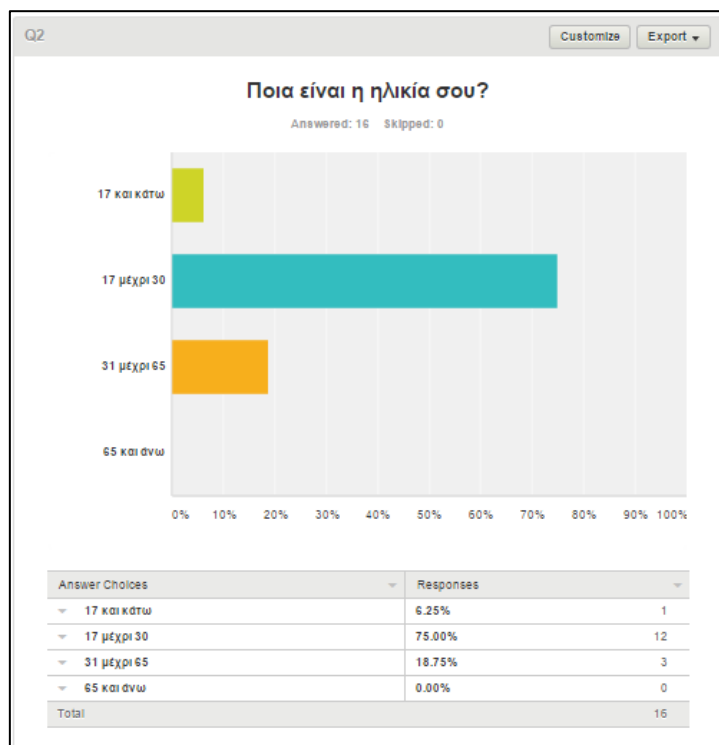 Q2 Customize Export
Ποια είναι η ηλικία σου?
Answered: 16 Skipped: 0
17 και κάτω
17 μέχρι 30
31 μέχρι 65
65 και άνω
0% 10% 20% 30% 40% 50% 60% 70% 80% 90% 100%
Answer Choices Responses
17 και κάτω 6.25% 1
17 μέχρι 30 75.00% 12
31 μέχρι 65 18.75% 3
65 και άνω 0.00% 0
Total 16